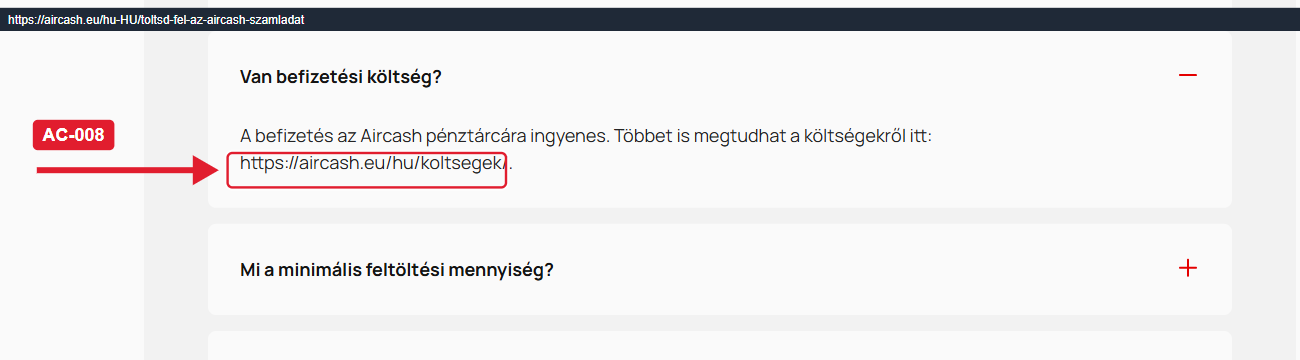 https://aircash.eu/hu-HU/toltsd-fel-az-aircash-szamladat
Van befizetési költség?
AC-008
A befizetés az Aircash pénztárcára ingyenes. Többet is megtudhat a költségekről itt:
https://aircash.eu/hu/koltsegek/.
Mi a minimális feltöltési mennyiség?